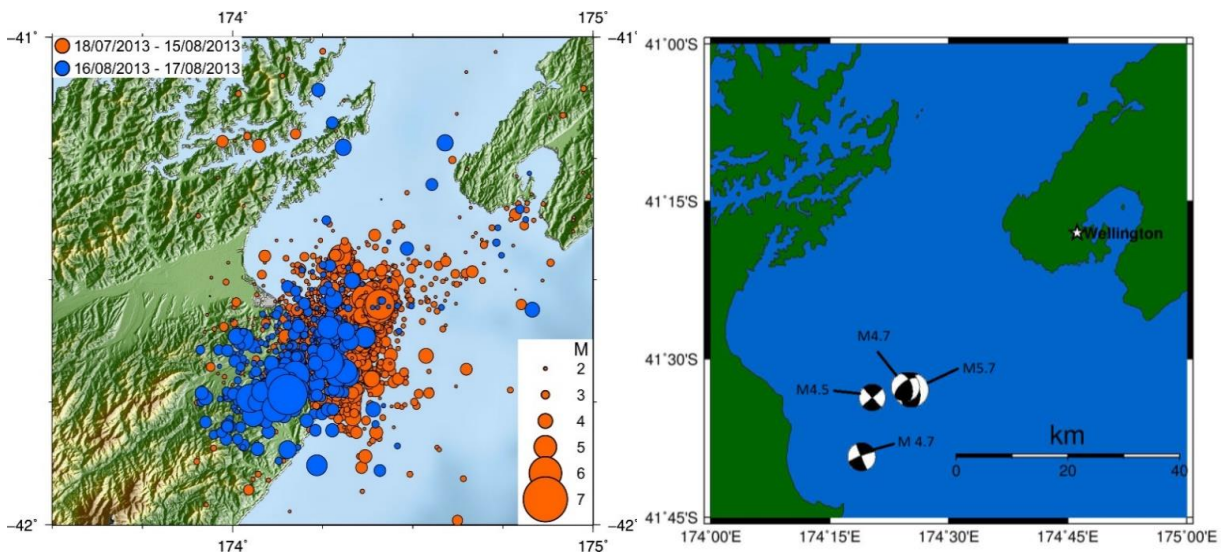 174° 175°
−41° −41°
18/07/2013 - 15/08/2013
16/08/2013 - 17/08/2013
M
2
3
4
5
6
7
−42° −42°
174° 175°
41°00'S
41°15'S
Wellington
41°30'S
M4.7
M5.7
M4.5
M 4.7
km
0 20 40
41°45'S
174°00'E 174°15'E 174°30'E 174°45'E 175°00'E